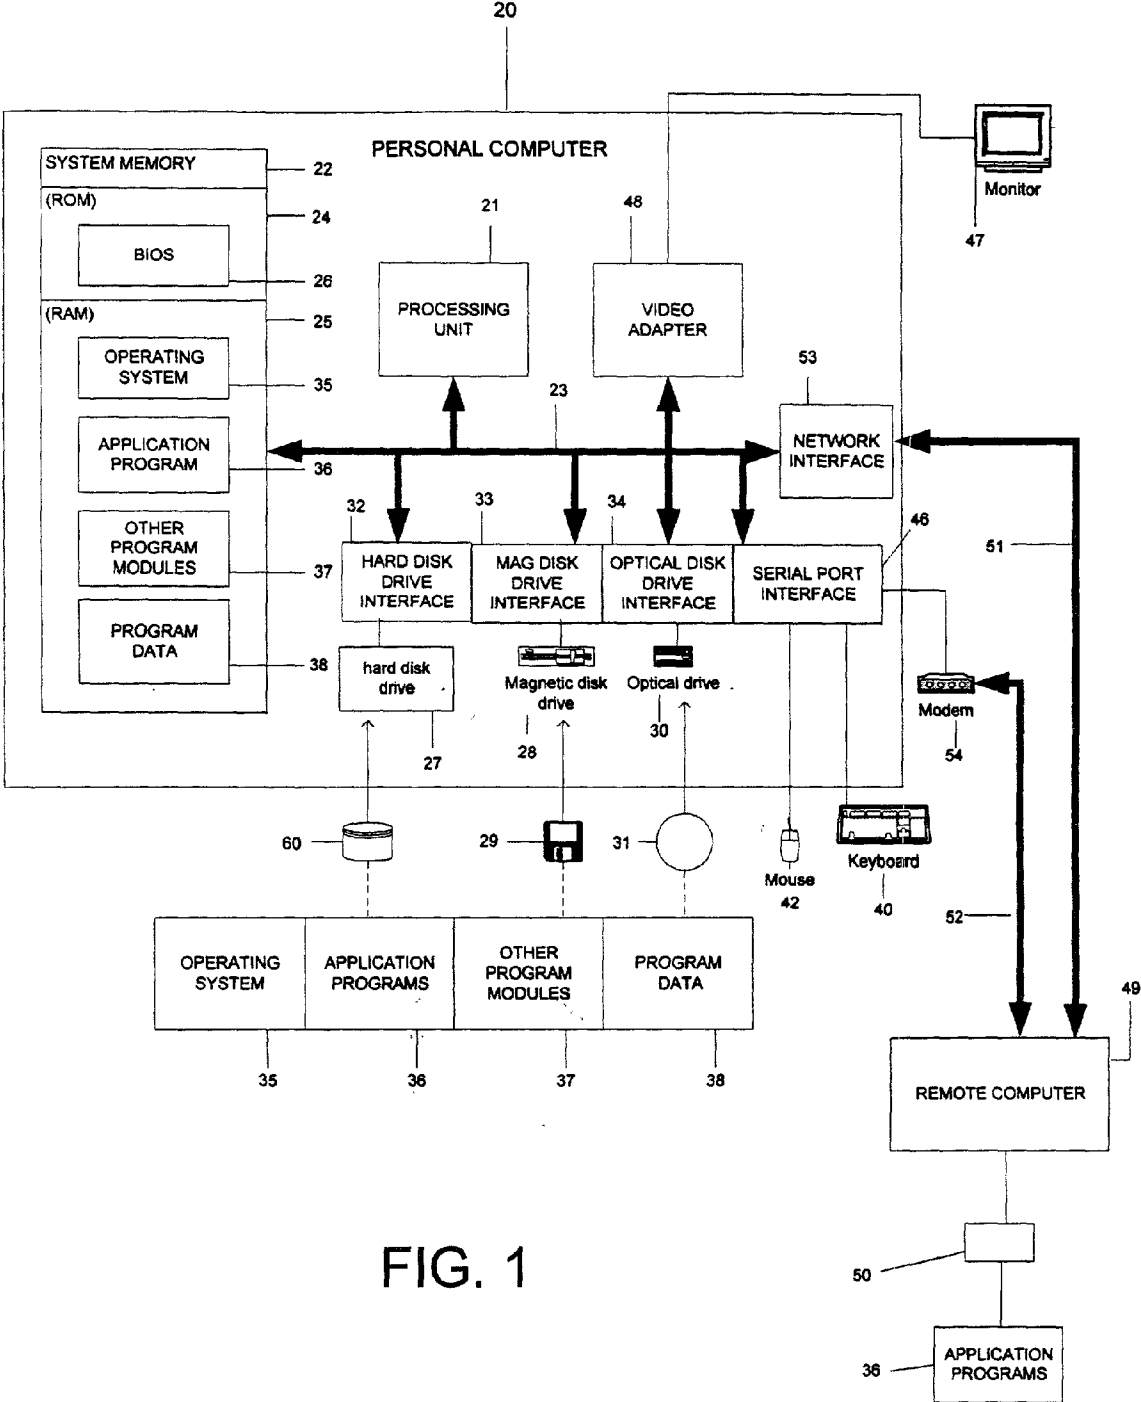 20
PERSONAL COMPUTER
SYSTEM MEMORY
22
(ROM)
24
BIOS
26
(RAM)
25
OPERATING
SYSTEM
35
APPLICATION
PROGRAM
36
OTHER
PROGRAM
MODULES
37
PROGRAM
DATA
38
21
PROCESSING
UNIT
48
VIDEO
ADAPTER
Monitor
47
23
53
NETWORK
INTERFACE
32
HARD DISK
DRIVE
INTERFACE
33
MAG DISK
DRIVE
INTERFACE
34
OPTICAL DISK
DRIVE
INTERFACE
46
SERIAL PORT
INTERFACE
51
hard disk
drive
27
Magnetic disk
drive
28
Optical drive
30
Modem
54
60
29
31
Mouse
42
Keyboard
40
52
OPERATING
SYSTEM
APPLICATION
PROGRAMS
OTHER
PROGRAM
MODULES
PROGRAM
DATA
35
36
37
38
49
REMOTE COMPUTER
50
36
APPLICATION
PROGRAMS
FIG. 1